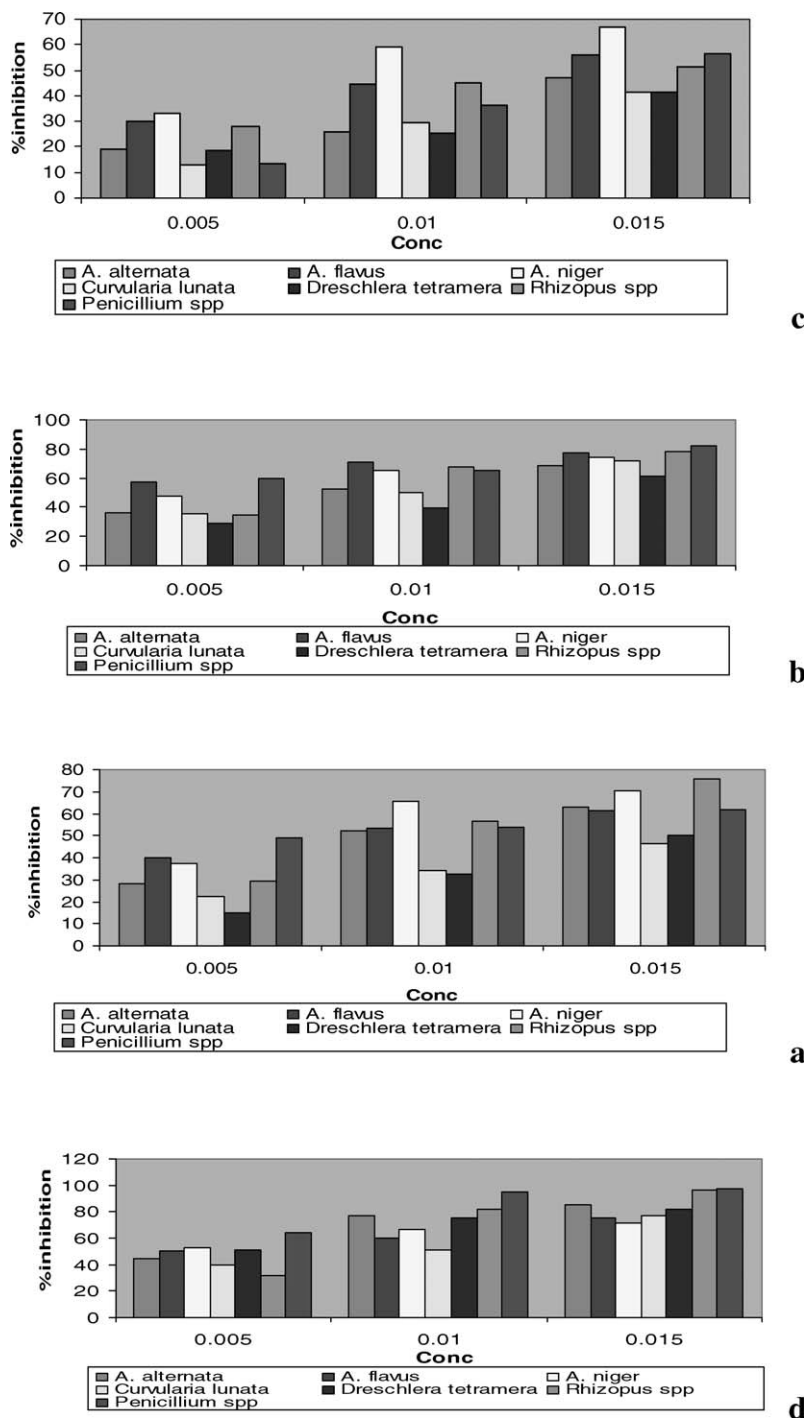 70
60
50
40
30
20
10
0
%inhibition
0.005 0.01 0.015
Conc
A. alternata A. flavus A. niger
Curvularia lunata Dreschlera tetramera Rhizopus spp
Penicillium spp
c
100
80
60
40
20
0
%inhibition
0.005 0.01 0.015
Conc
A. alternata A. flavus A. niger
Curvularia lunata Dreschlera tetramera Rhizopus spp
Penicillium spp
b
80
70
60
50
40
30
20
10
0
%inhibition
0.005 0.01 0.015
Conc
A. alternata A. flavus A. niger
Curvularia lunata Dreschlera tetramera Rhizopus spp
Penicillium spp
a
120
100
80
60
40
20
0
%inhibition
0.005 0.01 0.015
Conc
A. alternata A. flavus A. niger
Curvularia lunata Dreschlera tetramera Rhizopus spp
Penicillium spp
d